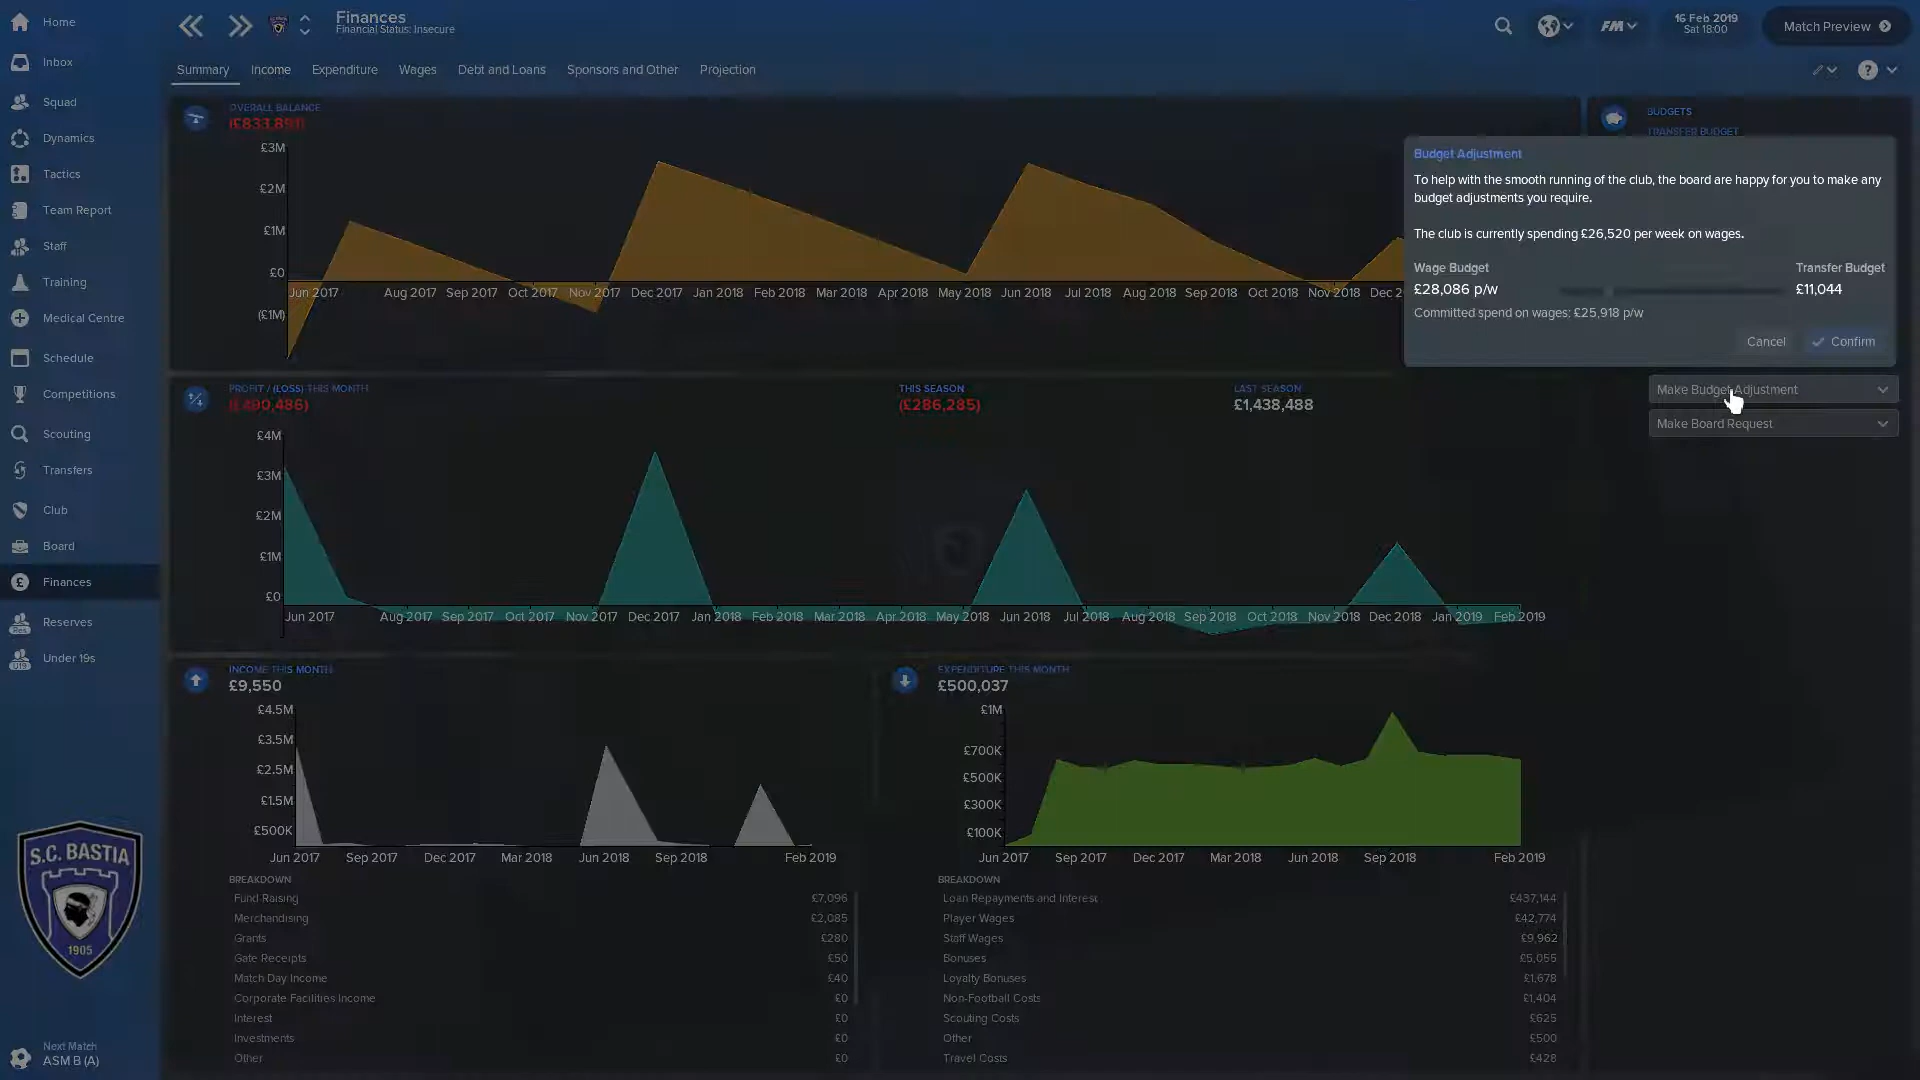 Home
Inbox
Squad
Dynamics
Tactics
Team Report
Staff
Training
Medical Centre
Schedule
Competitions
Scouting
Transfers
Club
Board
Finances
Reserves
Under 19s
S.C. BASTIA
1905
Next Match
ASM B (A)
Finances
Financial Status: Insecure
FM
16 Feb 2019
Sat 18:00
Match Preview
Summary Income Expenditure Wages Debt and Loans Sponsors and Other Projection
OVERALL BALANCE
(£833,891)
£3M
£2M
£1M
£0
(£1M)
Jun 2017 Aug 2017 Sep 2017 Oct 2017 Nov 2017 Dec 2017 Jan 2018 Feb 2018 Mar 2018 Apr 2018 May 2018 Jun 2018 Jul 2018 Aug 2018 Sep 2018 Oct 2018 Nov 2018 Dec 2
BUDGETS
TRANSFER BUDGET
Budget Adjustment
To help with the smooth running of the club, the board are happy for you to make any
budget adjustments you require.
The club is currently spending £26,520 per week on wages.
Wage Budget Transfer Budget
£28,086 p/w £11,044
Committed spend on wages: £25,918 p/w
Cancel Confirm
Make Budget Adjustment
Make Board Request
PROFIT / (LOSS) THIS MONTH
(£490,486)
THIS SEASON
(£286,285)
LAST SEASON
£1,438,488
£4M
£3M
£2M
£1M
£0
Jun 2017 Aug 2017 Sep 2017 Oct 2017 Nov 2017 Dec 2017 Jan 2018 Feb 2018 Mar 2018 Apr 2018 May 2018 Jun 2018 Jul 2018 Aug 2018 Sep 2018 Oct 2018 Nov 2018 Dec 2018 Jan 2019 Feb 2019
INCOME THIS MONTH
£9,550
£4.5M
£3.5M
£2.5M
£1.5M
£500K
Jun 2017 Sep 2017 Dec 2017 Mar 2018 Jun 2018 Sep 2018 Feb 2019
BREAKDOWN
Fund Raising £7,096
Merchandising £2,085
Grants £280
Gate Receipts £50
Match Day Income £40
Corporate Facilities Income £0
Interest £0
Investments £0
Other £0
EXPENDITURE THIS MONTH
£500,037
£1M
£700K
£500K
£300K
£100K
Jun 2017 Sep 2017 Dec 2017 Mar 2018 Jun 2018 Sep 2018 Feb 2019
BREAKDOWN
Loan Repayments and Interest £437,144
Player Wages £42,774
Staff Wages £9,962
Bonuses £5,055
Loyalty Bonuses £1,678
Non-Football Costs £1,404
Scouting Costs £625
Other £500
Travel Costs £428